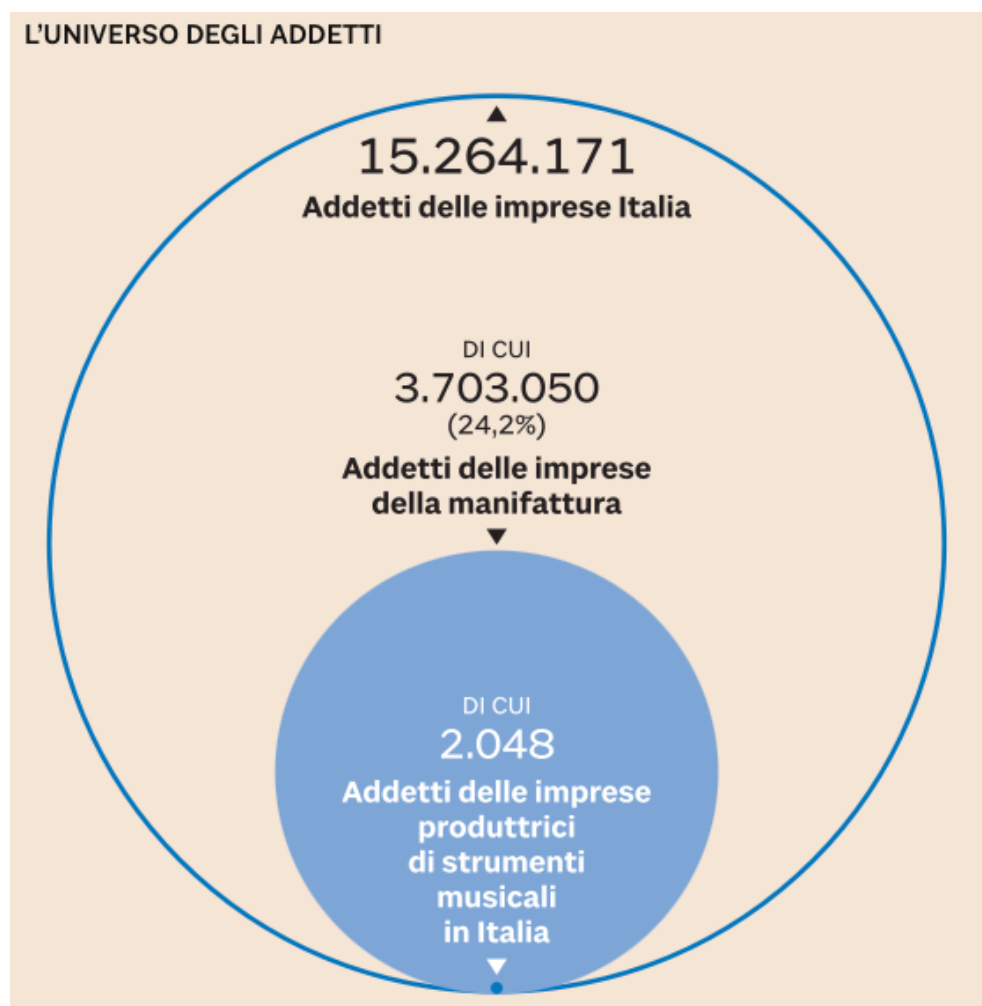 L'UNIVERSO DEGLI ADDETTI
15.264.171
Addetti delle imprese Italia
DI CUI
3.703.050
(24,2%)
Addetti delle imprese
della manifattura
DI CUI
2.048
Addetti delle imprese
produttrici
di strumenti
musicali
in Italia